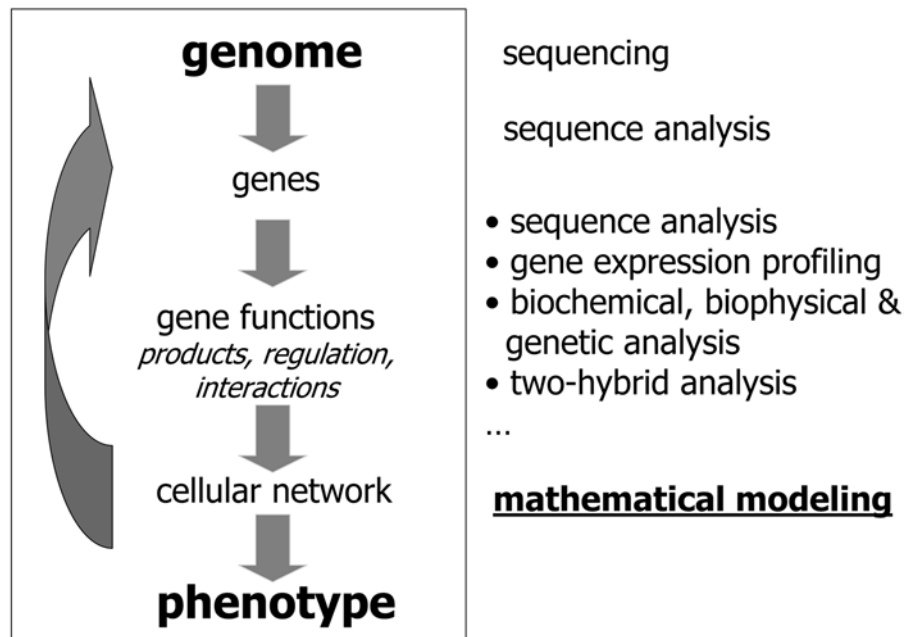 genome
genes
gene functions
products, regulation,
interactions
cellular network
phenotype
sequencing
sequence analysis
• sequence analysis
• gene expression profiling
• biochemical, biophysical &
genetic analysis
• two-hybrid analysis
...
mathematical modeling